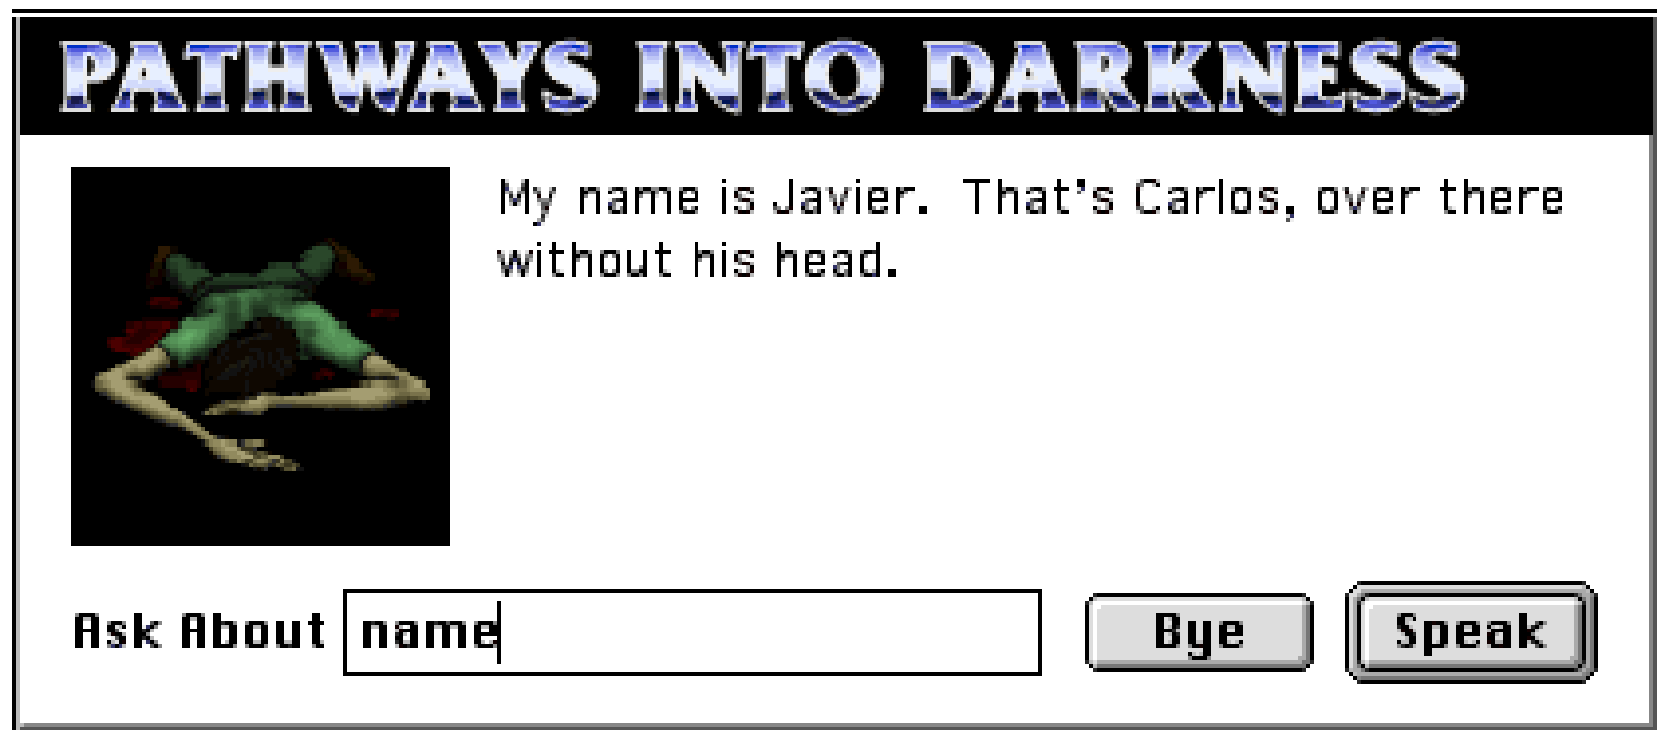 PATHWAYS INTO DARKNESS
My name is Javier.  That's Carlos, over there
without his head.
Ask About name Bye Speak